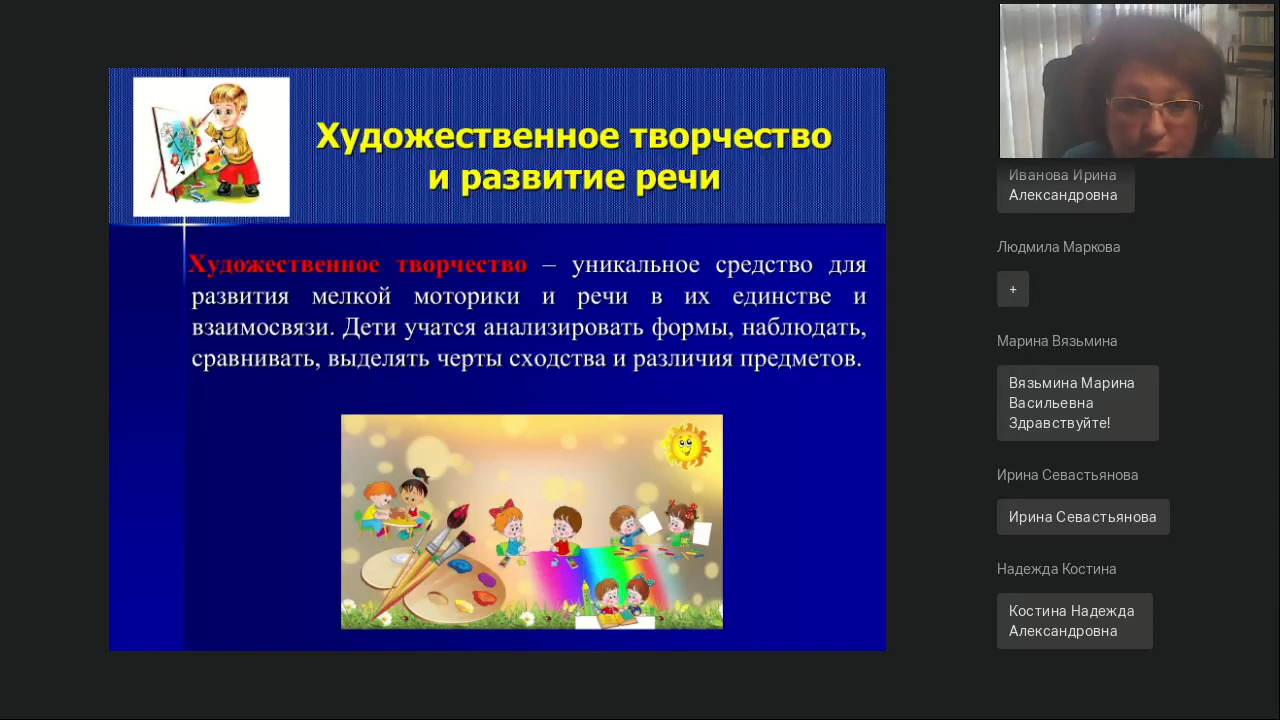 Художественное творчество
и развитие речи
Художественное творчество – уникальное средство для
развития мелкой моторики и речи в их единстве и
взаимосвязи. Дети учатся анализировать формы, наблюдать,
сравнивать, выделять черты сходства и различия предметов.
Иванова Ирина
Александровна
Людмила Маркова
+
Марина Вязьмина
Вязьмина Марина
Васильевна
Здравствуйте!
Ирина Севастьянова
Ирина Севастьянова
Надежда Костина
Костина Надежда
Александровна